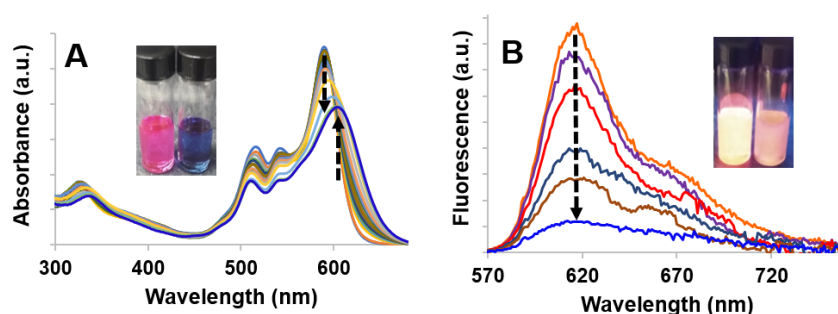 A
Absorbance (a.u.)
300 400 500 600
Wavelength (nm)
B
Fluorescence (a.u.)
570 620 670 720
Wavelength (nm)